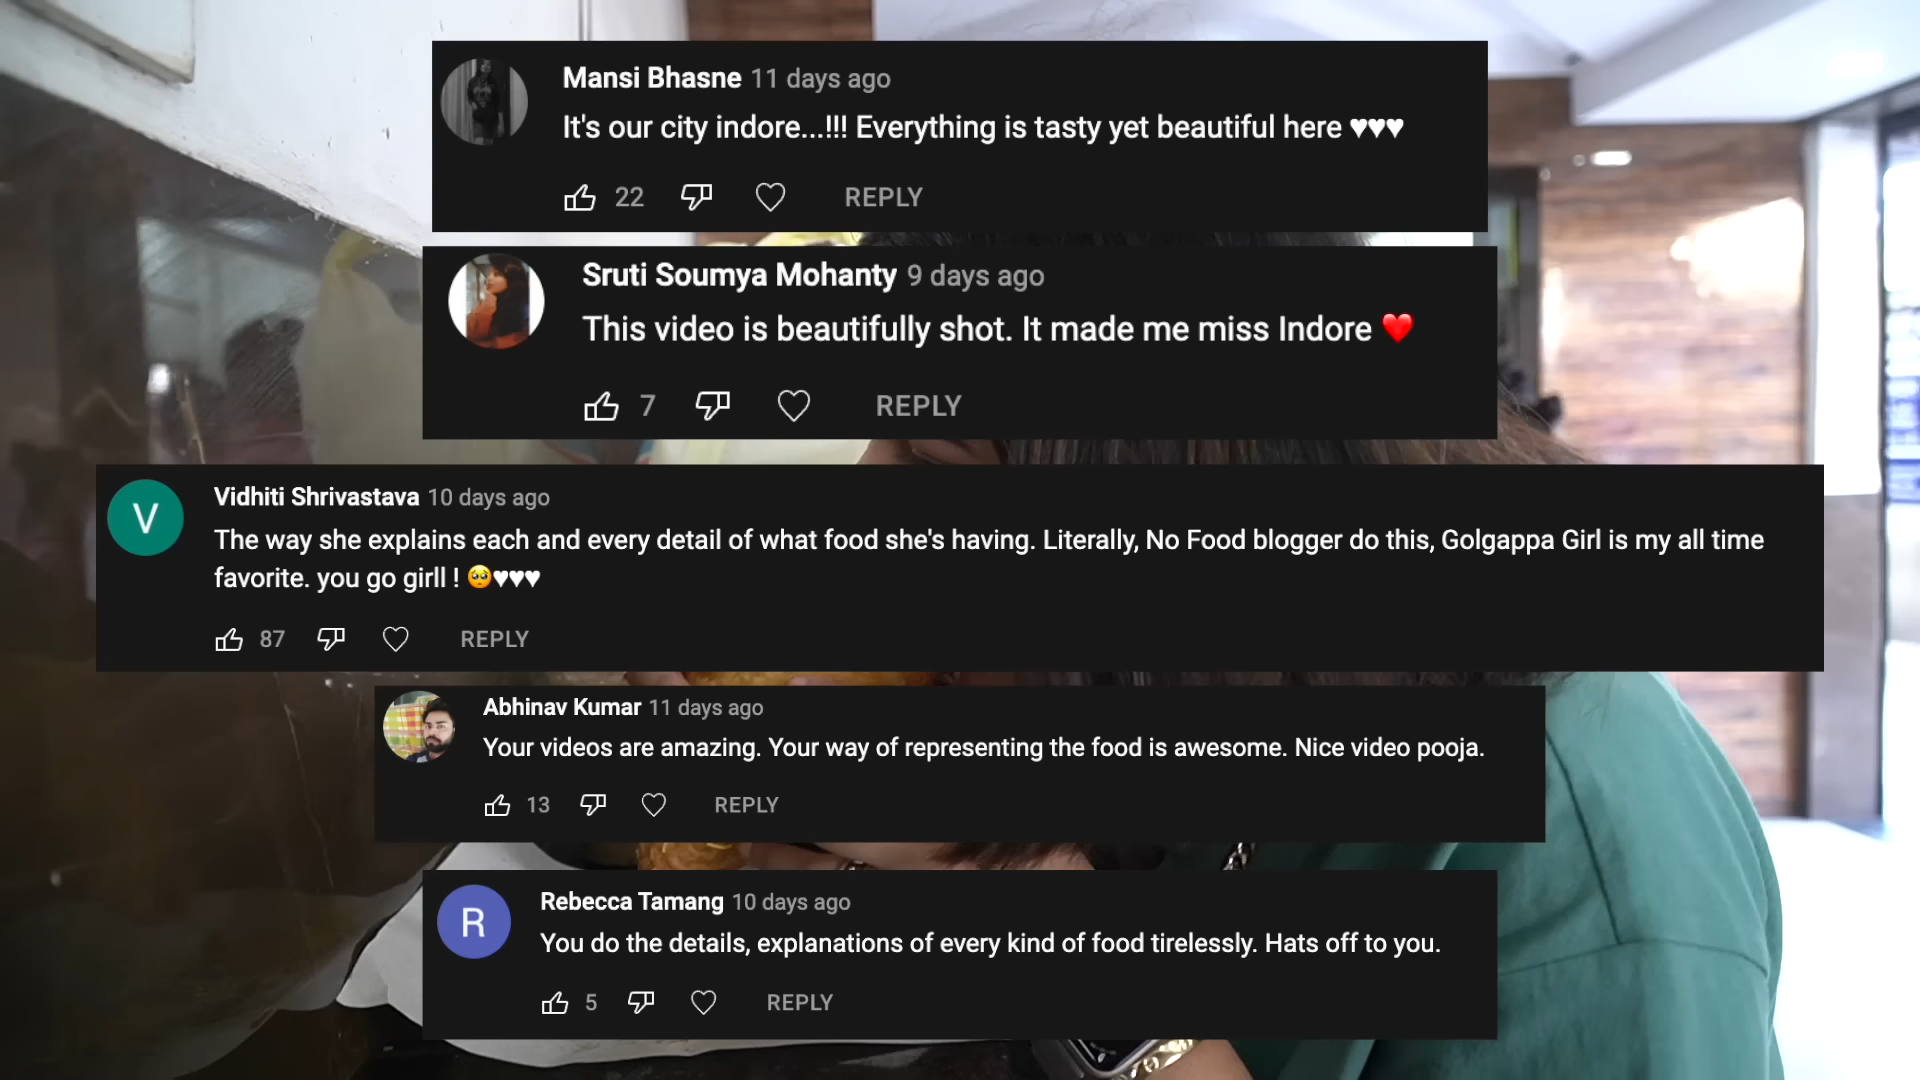 Mansi Bhasne 11 days ago
It's our city indore...!!! Everything is tasty yet beautiful here ♥♥♥
22 REPLY
Sruti Soumya Mohanty 9 days ago
This video is beautifully shot. It made me miss Indore ❤️
7 REPLY
V
Vidhiti Shrivastava 10 days ago
The way she explains each and every detail of what food she's having. Literally, No Food blogger do this, Golgappa Girl is my all time
favorite. you go girll ! 🥺♥♥♥
87 REPLY
Abhinav Kumar 11 days ago
Your videos are amazing. Your way of representing the food is awesome. Nice video pooja.
13 REPLY
R
Rebecca Tamang 10 days ago
You do the details, explanations of every kind of food tirelessly. Hats off to you.
5 REPLY